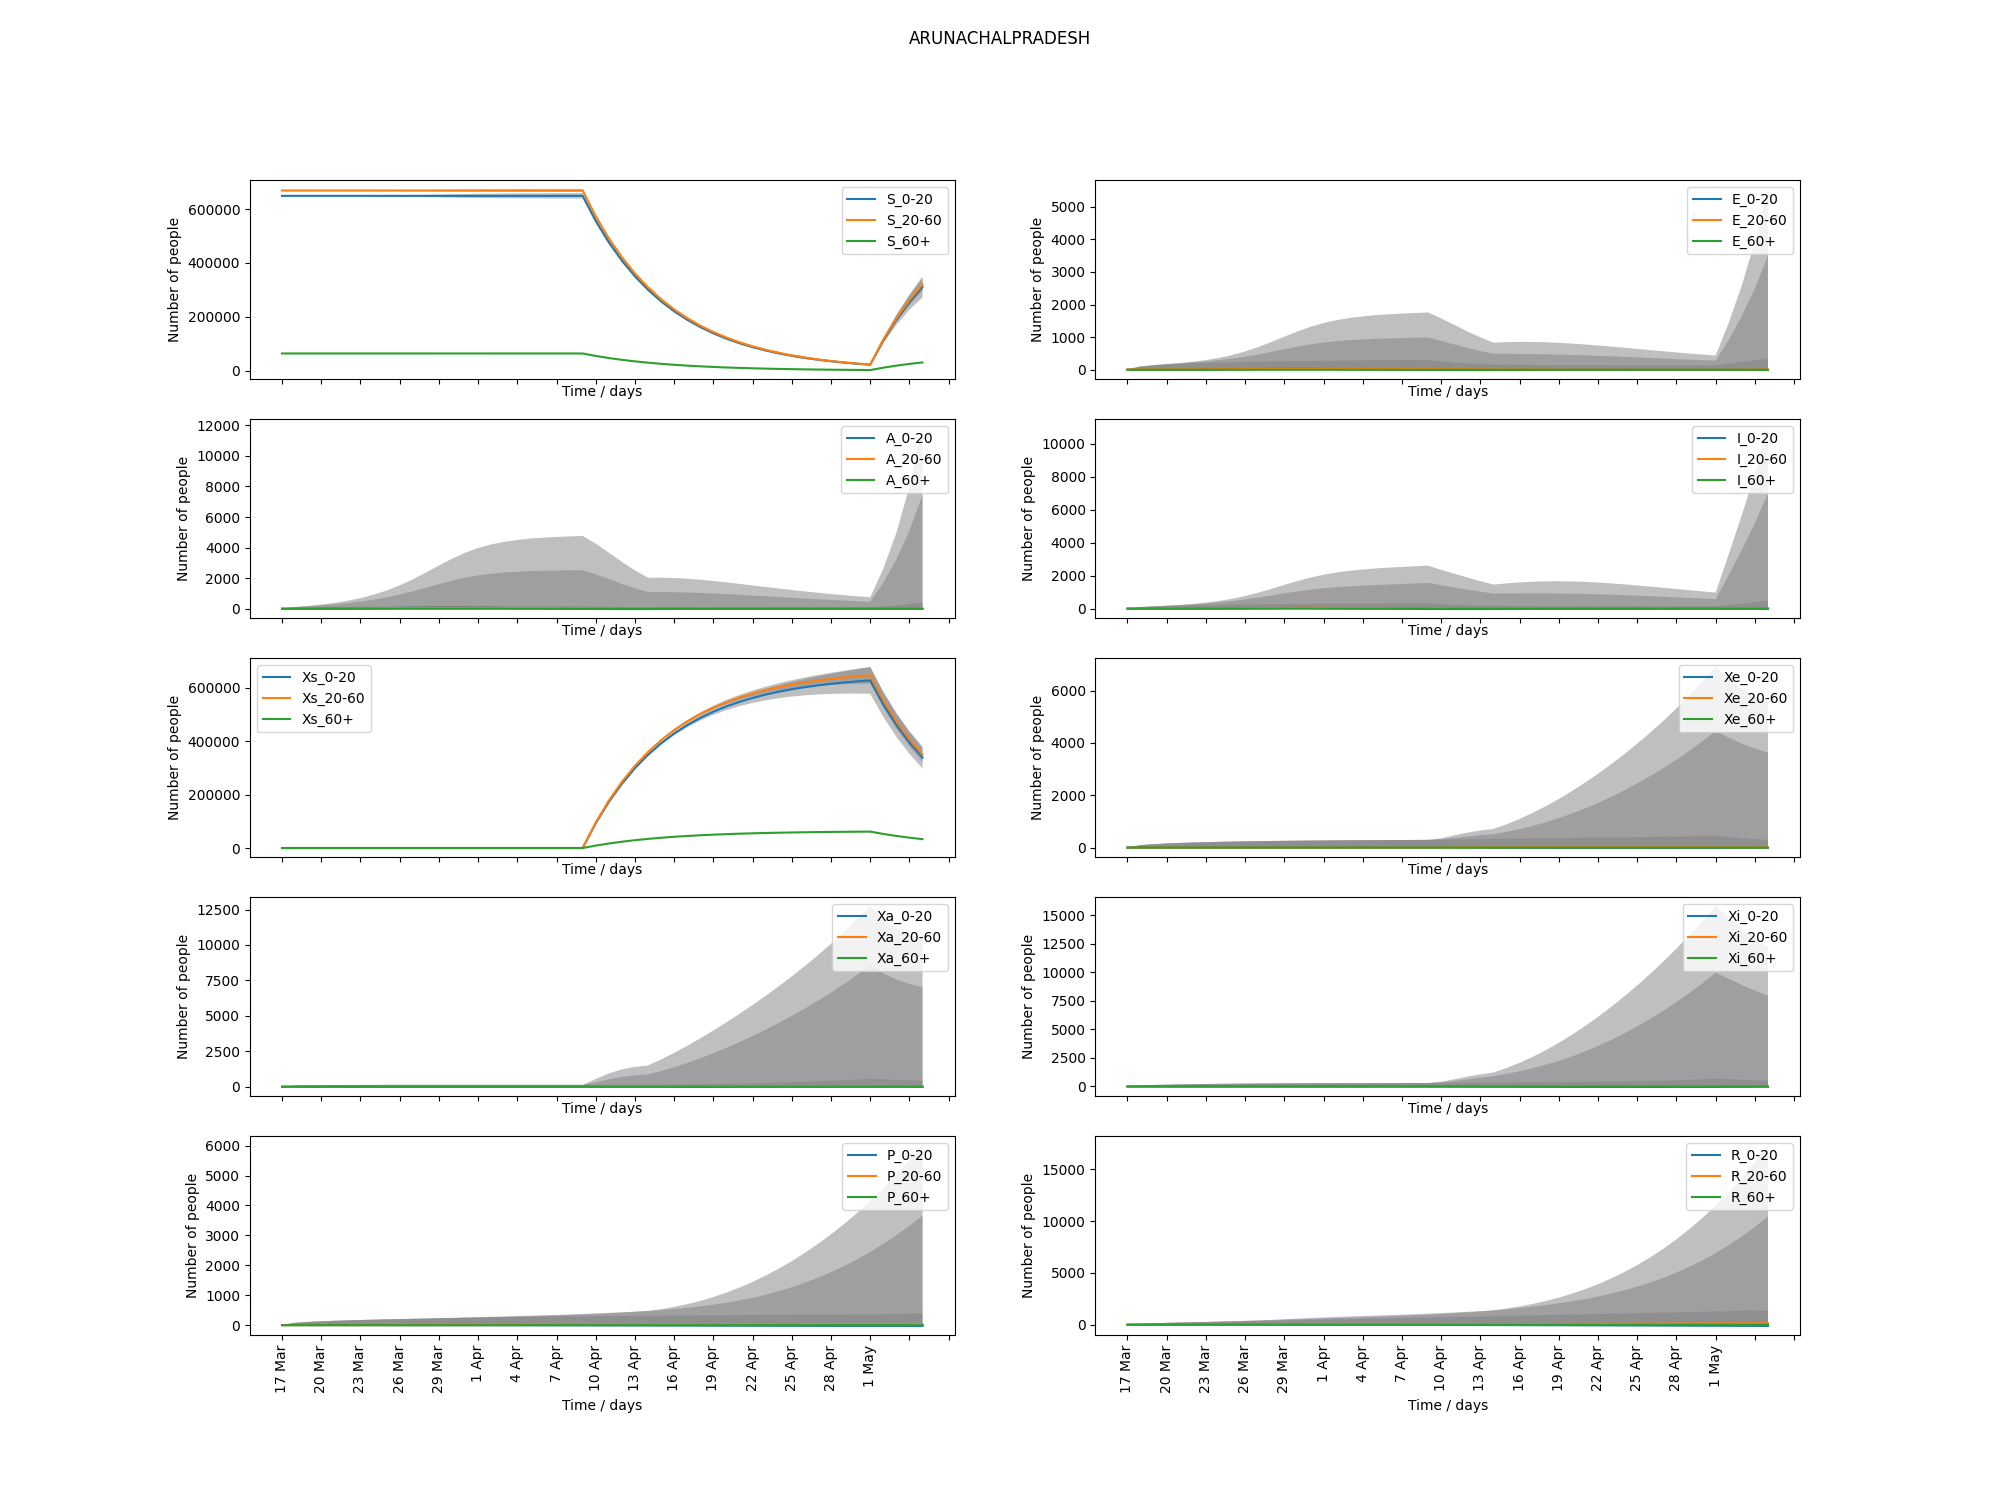 ARUNACHALPRADESH
Number of people
600000
400000
200000
0
S_0-20
S_20-60
S_60+
Time / days
Number of people
5000
4000
3000
2000
1000
0
E_0-20
E_20-60
E_60+
Time / days
Number of people
12000
10000
8000
6000
4000
2000
0
A_0-20
A_20-60
A_60+
Time / days
Number of people
10000
8000
6000
4000
2000
0
I_0-20
I_20-60
I_60+
Time / days
Number of people
600000
400000
200000
0
Xs_0-20
Xs_20-60
Xs_60+
Time / days
Number of people
6000
4000
2000
0
Xe_0-20
Xe_20-60
Xe_60+
Time / days
Number of people
12500
10000
7500
5000
2500
0
Xa_0-20
Xa_20-60
Xa_60+
Time / days
Number of people
15000
12500
10000
7500
5000
2500
0
Xi_0-20
Xi_20-60
Xi_60+
Time / days
Number of people
6000
5000
4000
3000
2000
1000
0
P_0-20
P_20-60
P_60+
17 Mar
20 Mar
23 Mar
26 Mar
29 Mar
1 Apr
4 Apr
7 Apr
10 Apr
13 Apr
16 Apr
19 Apr
22 Apr
25 Apr
28 Apr
1 May
Time / days
Number of people
15000
10000
5000
0
R_0-20
R_20-60
R_60+
17 Mar
20 Mar
23 Mar
26 Mar
29 Mar
1 Apr
4 Apr
7 Apr
10 Apr
13 Apr
16 Apr
19 Apr
22 Apr
25 Apr
28 Apr
1 May
Time / days